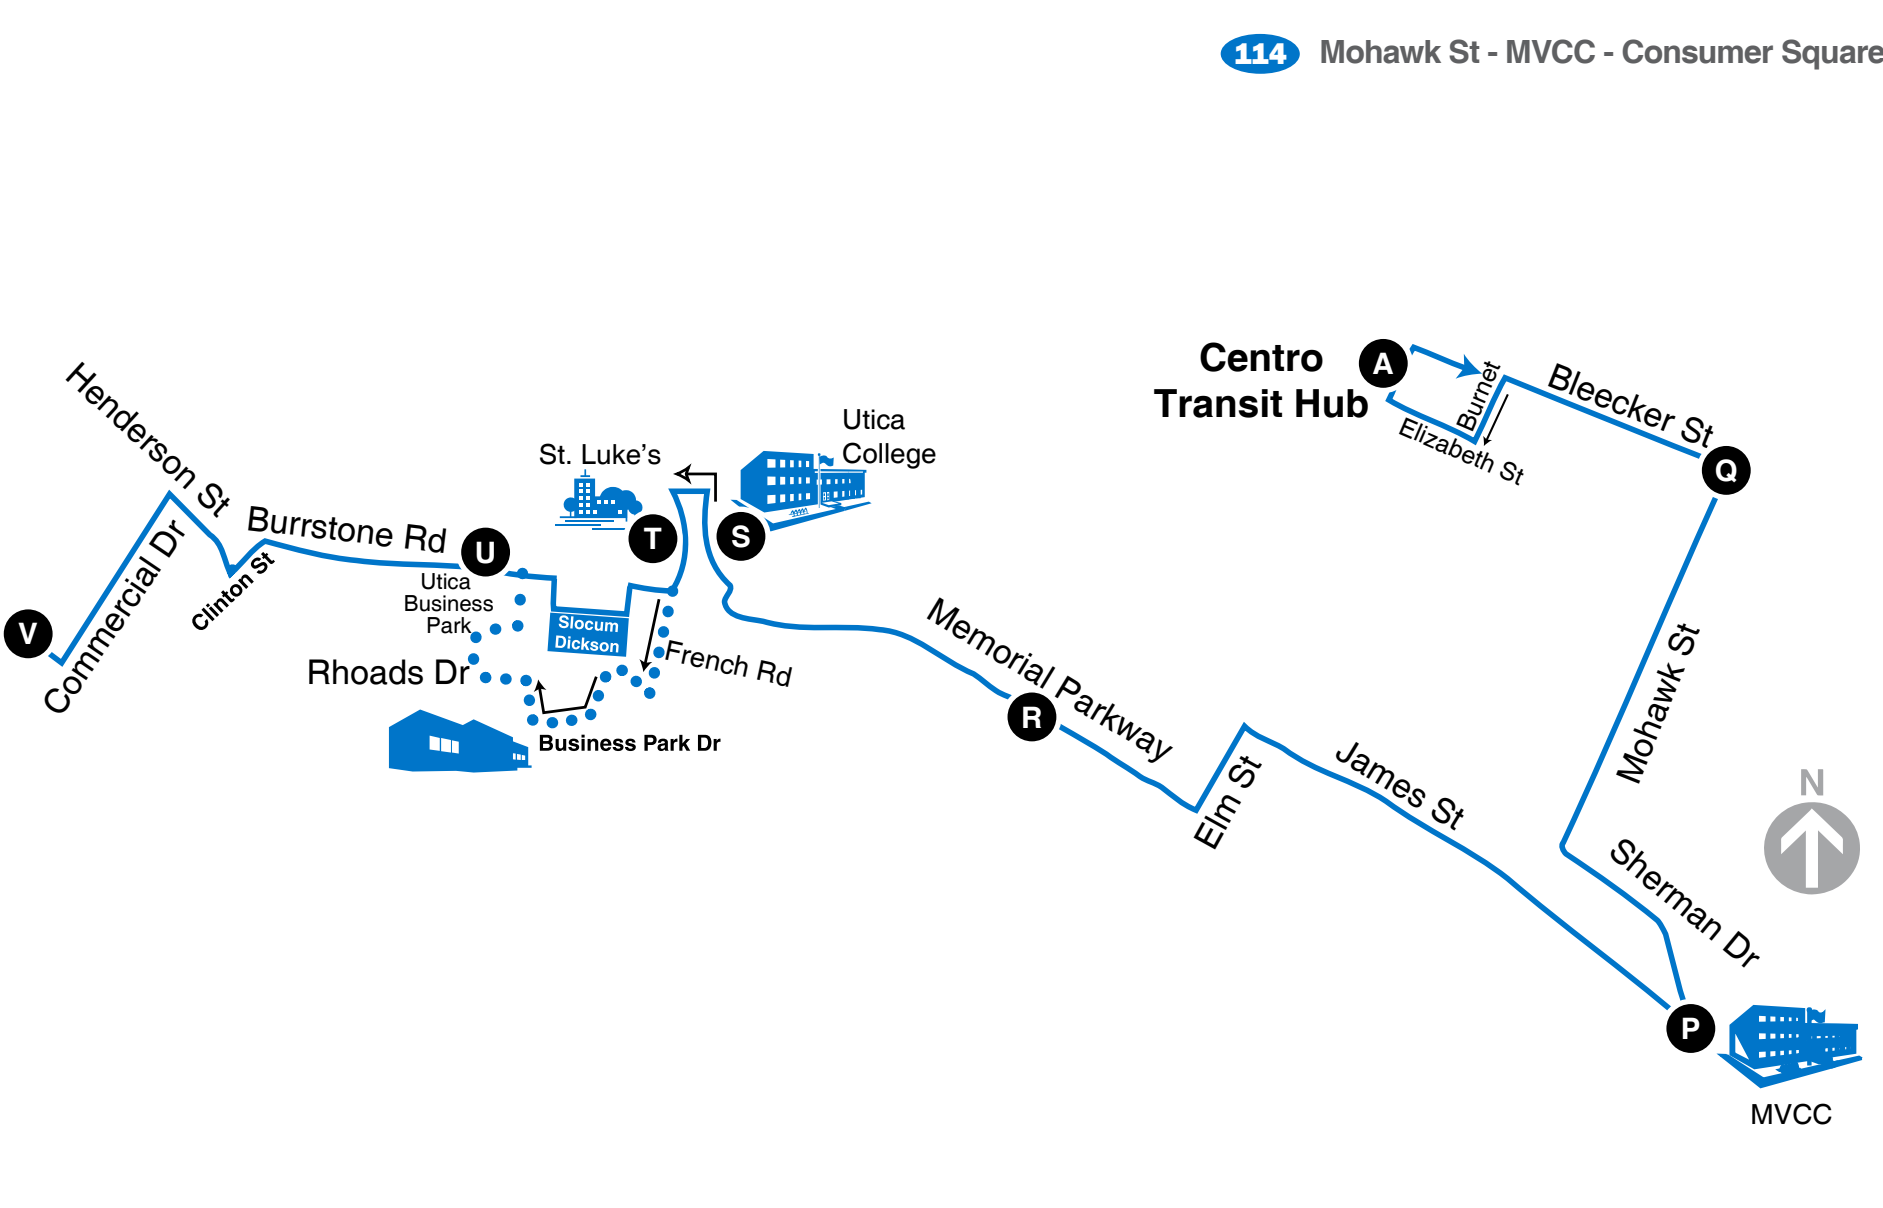 114 Mohawk St - MVCC - Consumer Square
Centro
Transit Hub
A
Burnet
Elizabeth St
Bleecker St
Q
Henderson St
Utica
College
St. Luke's
T
S
Burrstone Rd
U
Commercial Dr
Clinton St
V
Utica
Business
Park
Slocum
Dickson
French Rd
Rhoads Dr
Business Park Dr
Memorial Parkway
R
Elm St
James St
Mohawk St
Sherman Dr
N
P
MVCC